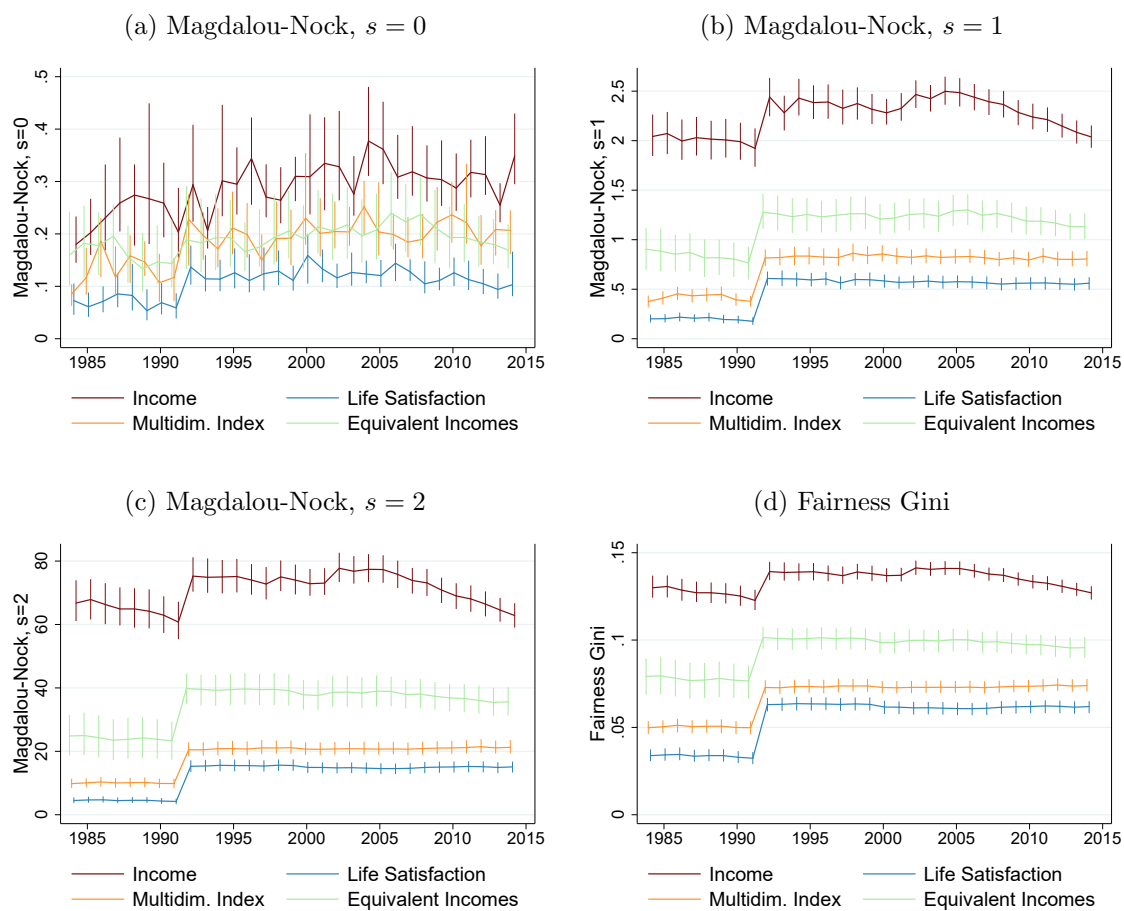 (a) Magdalou-Nock, s = 0
Magdalou-Nock, s=0
.5
.4
.3
.2
.1
0
1985 1990 1995 2000 2005 2010 2015
Income Life Satisfaction
Multidim. Index Equivalent Incomes
(b) Magdalou-Nock, s = 1
Magdalou-Nock, s=1
2.5
2
1.5
1
.5
0
1985 1990 1995 2000 2005 2010 2015
Income Life Satisfaction
Multidim. Index Equivalent Incomes
(c) Magdalou-Nock, s = 2
Magdalou-Nock, s=2
80
60
40
20
0
1985 1990 1995 2000 2005 2010 2015
Income Life Satisfaction
Multidim. Index Equivalent Incomes
(d) Fairness Gini
Fairness Gini
.15
.1
.05
0
1985 1990 1995 2000 2005 2010 2015
Income Life Satisfaction
Multidim. Index Equivalent Incomes